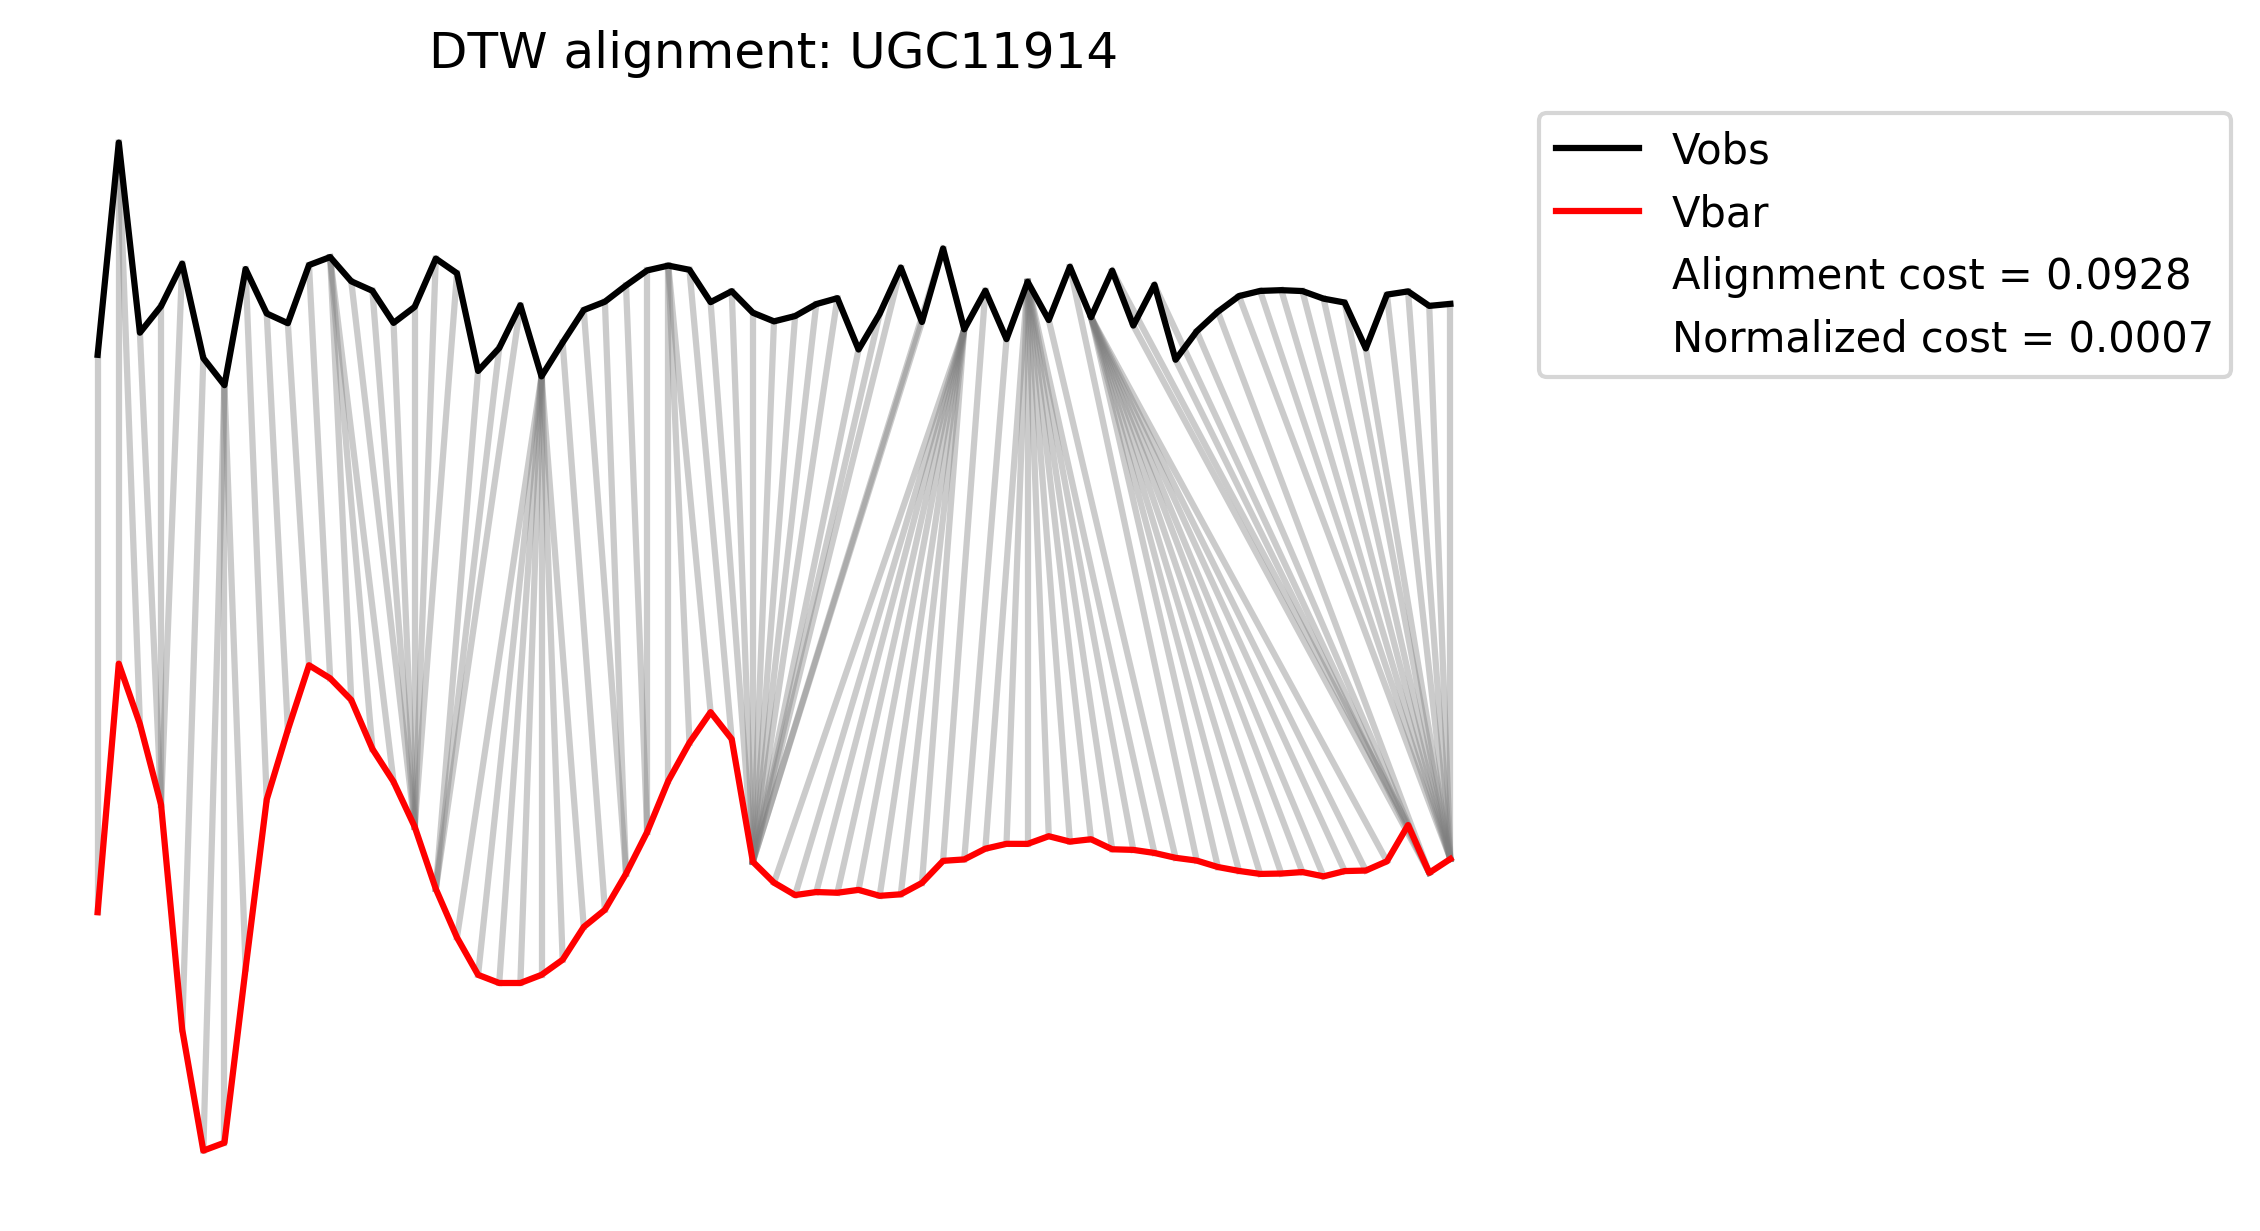 DTW alignment: UGC11914
Vobs
Vbar
Alignment cost = 0.0928
Normalized cost = 0.0007